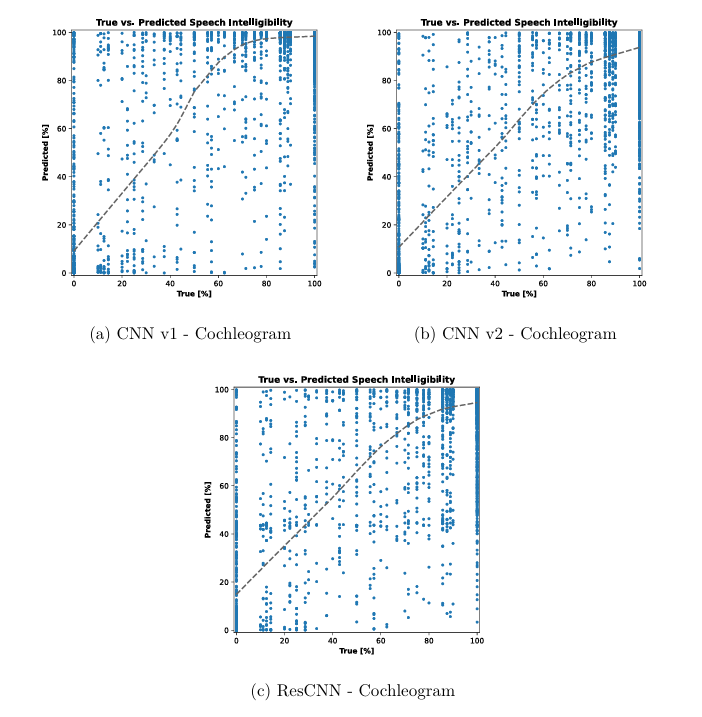 True vs. Predicted Speech Intelligibility
100
80
60
40
20
0
Predicted [%]
0 20 40 60 80 100
True [%]
(a) CNN v1 - Cochleogram
True vs. Predicted Speech Intelligibility
100
80
60
40
20
0
Predicted [%]
0 20 40 60 80 100
True [%]
(b) CNN v2 - Cochleogram
True vs. Predicted Speech Intelligibility
100
80
60
40
20
0
Predicted [%]
0 20 40 60 80 100
True [%]
(c) ResCNN - Cochleogram